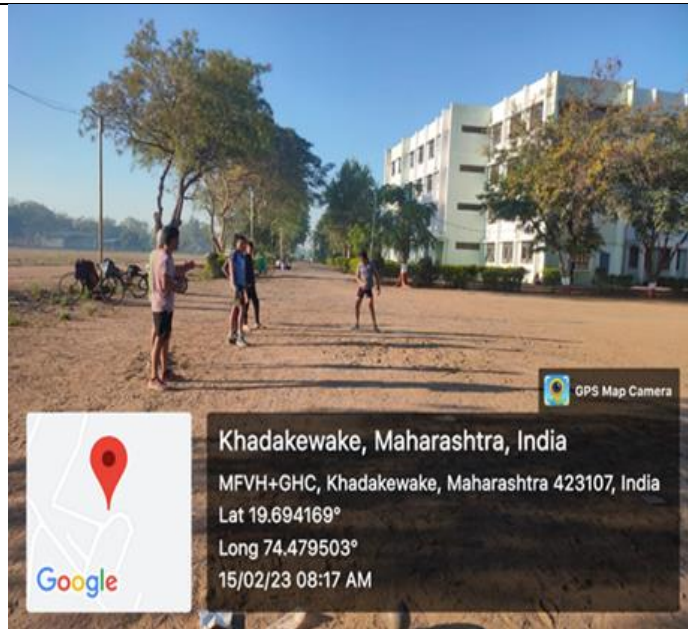 GPS Map Camera
Khadakewake, Maharashtra, India
MFVH+GHC, Khadakewake, Maharashtra 423107, India
Lat 19.694169°
Long 74.479503°
15/02/23 08:17 AM
Google